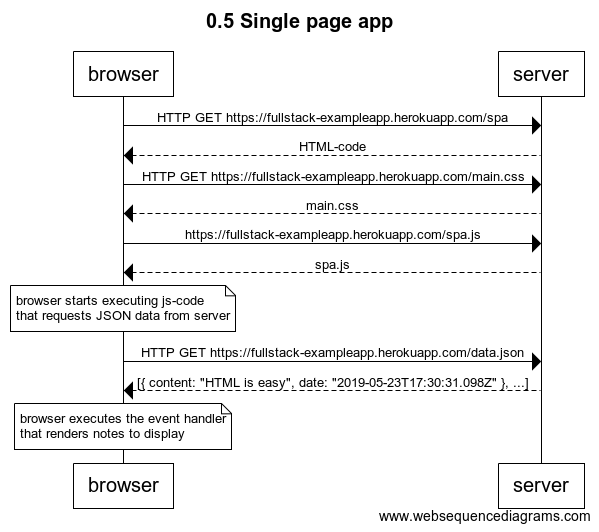 0.5 Single page app
browser
server
HTTP GET https://fullstack-exampleapp.herokuapp.com/spa
HTML-code
HTTP GET https://fullstack-exampleapp.herokuapp.com/main.css
main.css
https://fullstack-exampleapp.herokuapp.com/spa.js
spa.js
browser starts executing js-code
that requests JSON data from server
HTTP GET https://fullstack-exampleapp.herokuapp.com/data.json
[{ content: "HTML is easy", date: "2019-05-23T17:30:31.098Z" }, ...]
browser executes the event handler
that renders notes to display
browser
server
www.websequencediagrams.com